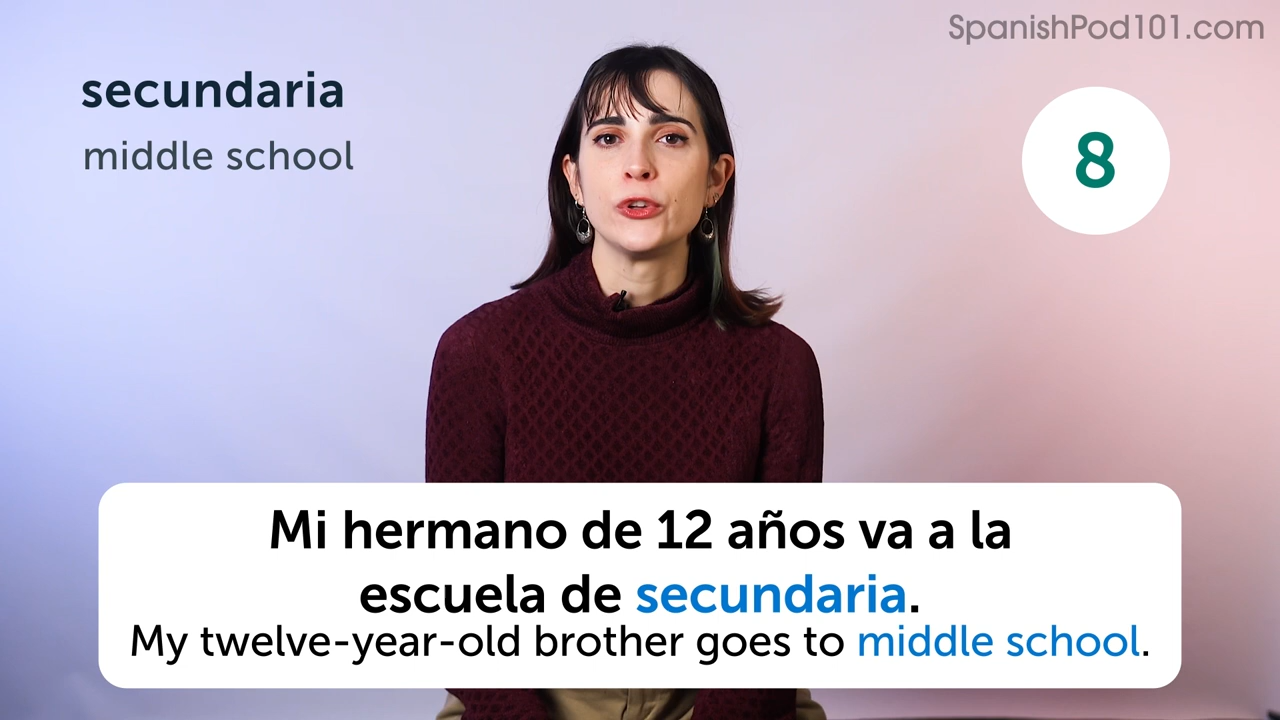 SpanishPod101.com
secundaria
middle school
8
Mi hermano de 12 años va a la
escuela de secundaria.
My twelve-year-old brother goes to middle school.